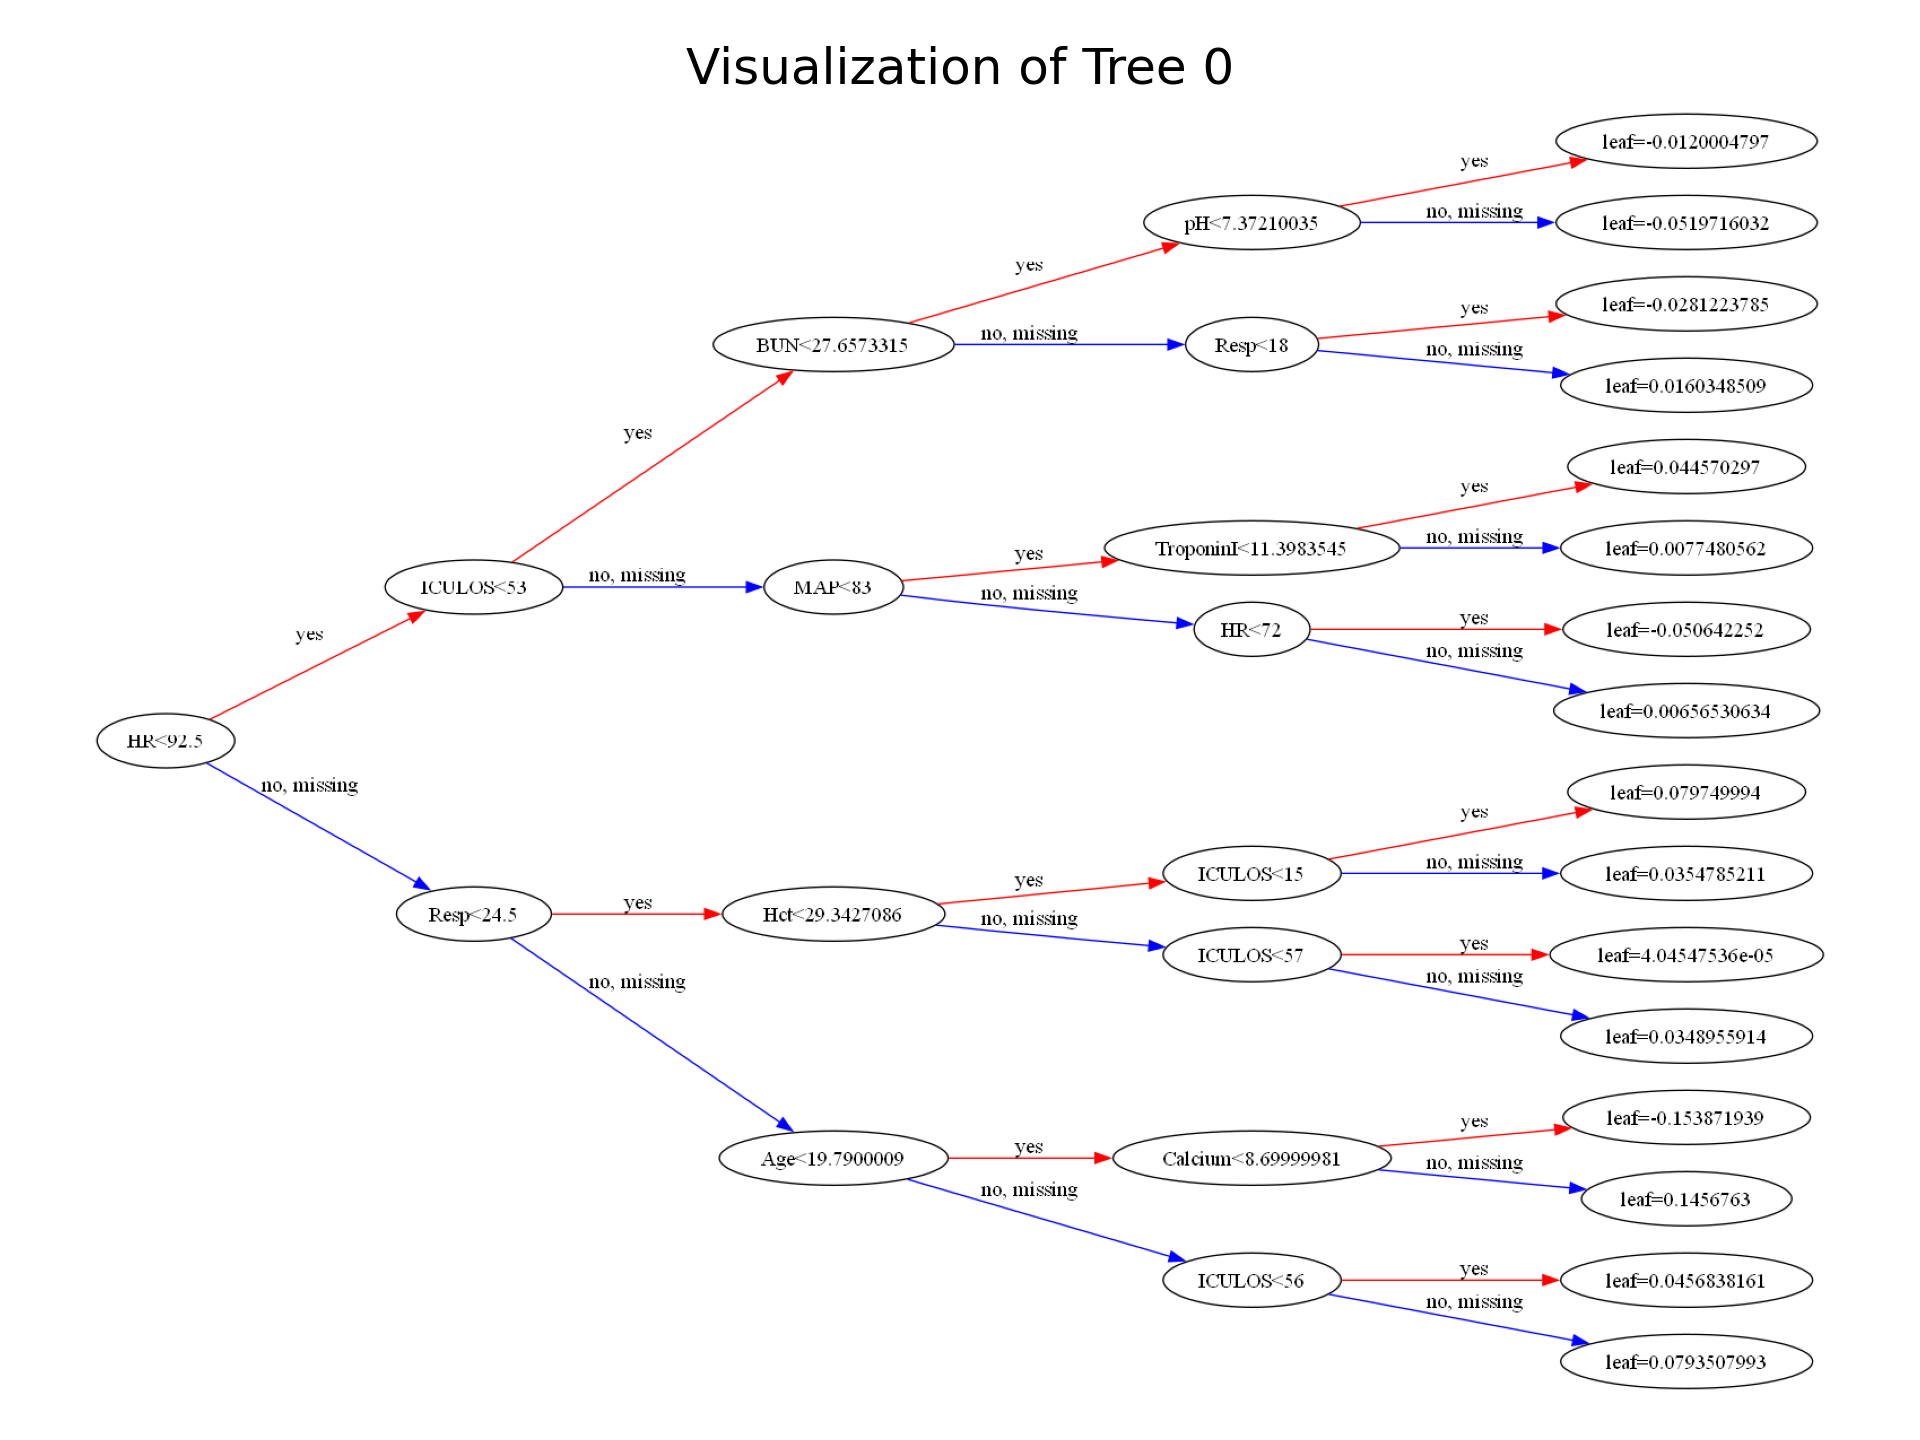 Visualization of Tree 0
leaf=-0.0120004797
yes
pH<7.37210035
no, missing
leaf=-0.0519716032
yes
BUN<27.6573315
no, missing
Resp<18
yes
leaf=-0.0281223785
no, missing
leaf=0.0160348509
yes
ICULOS<53
no, missing
MAP<83
yes
TroponinI<11.3983545
yes
leaf=0.044570297
no, missing
leaf=0.0077480562
no, missing
HR<72
yes
leaf=-0.050642252
no, missing
leaf=0.00656530634
yes
HR<92.5
no, missing
Resp<24.5
yes
Hct<29.3427086
yes
ICULOS<15
yes
leaf=0.079749994
no, missing
leaf=0.0354785211
no, missing
ICULOS<57
yes
leaf=4.04547536e-05
no, missing
leaf=0.0348955914
no, missing
Age<19.7900009
yes
Calcium<8.69999981
yes
leaf=-0.153871939
no, missing
leaf=0.1456763
no, missing
ICULOS<56
yes
leaf=0.0456838161
no, missing
leaf=0.0793507993